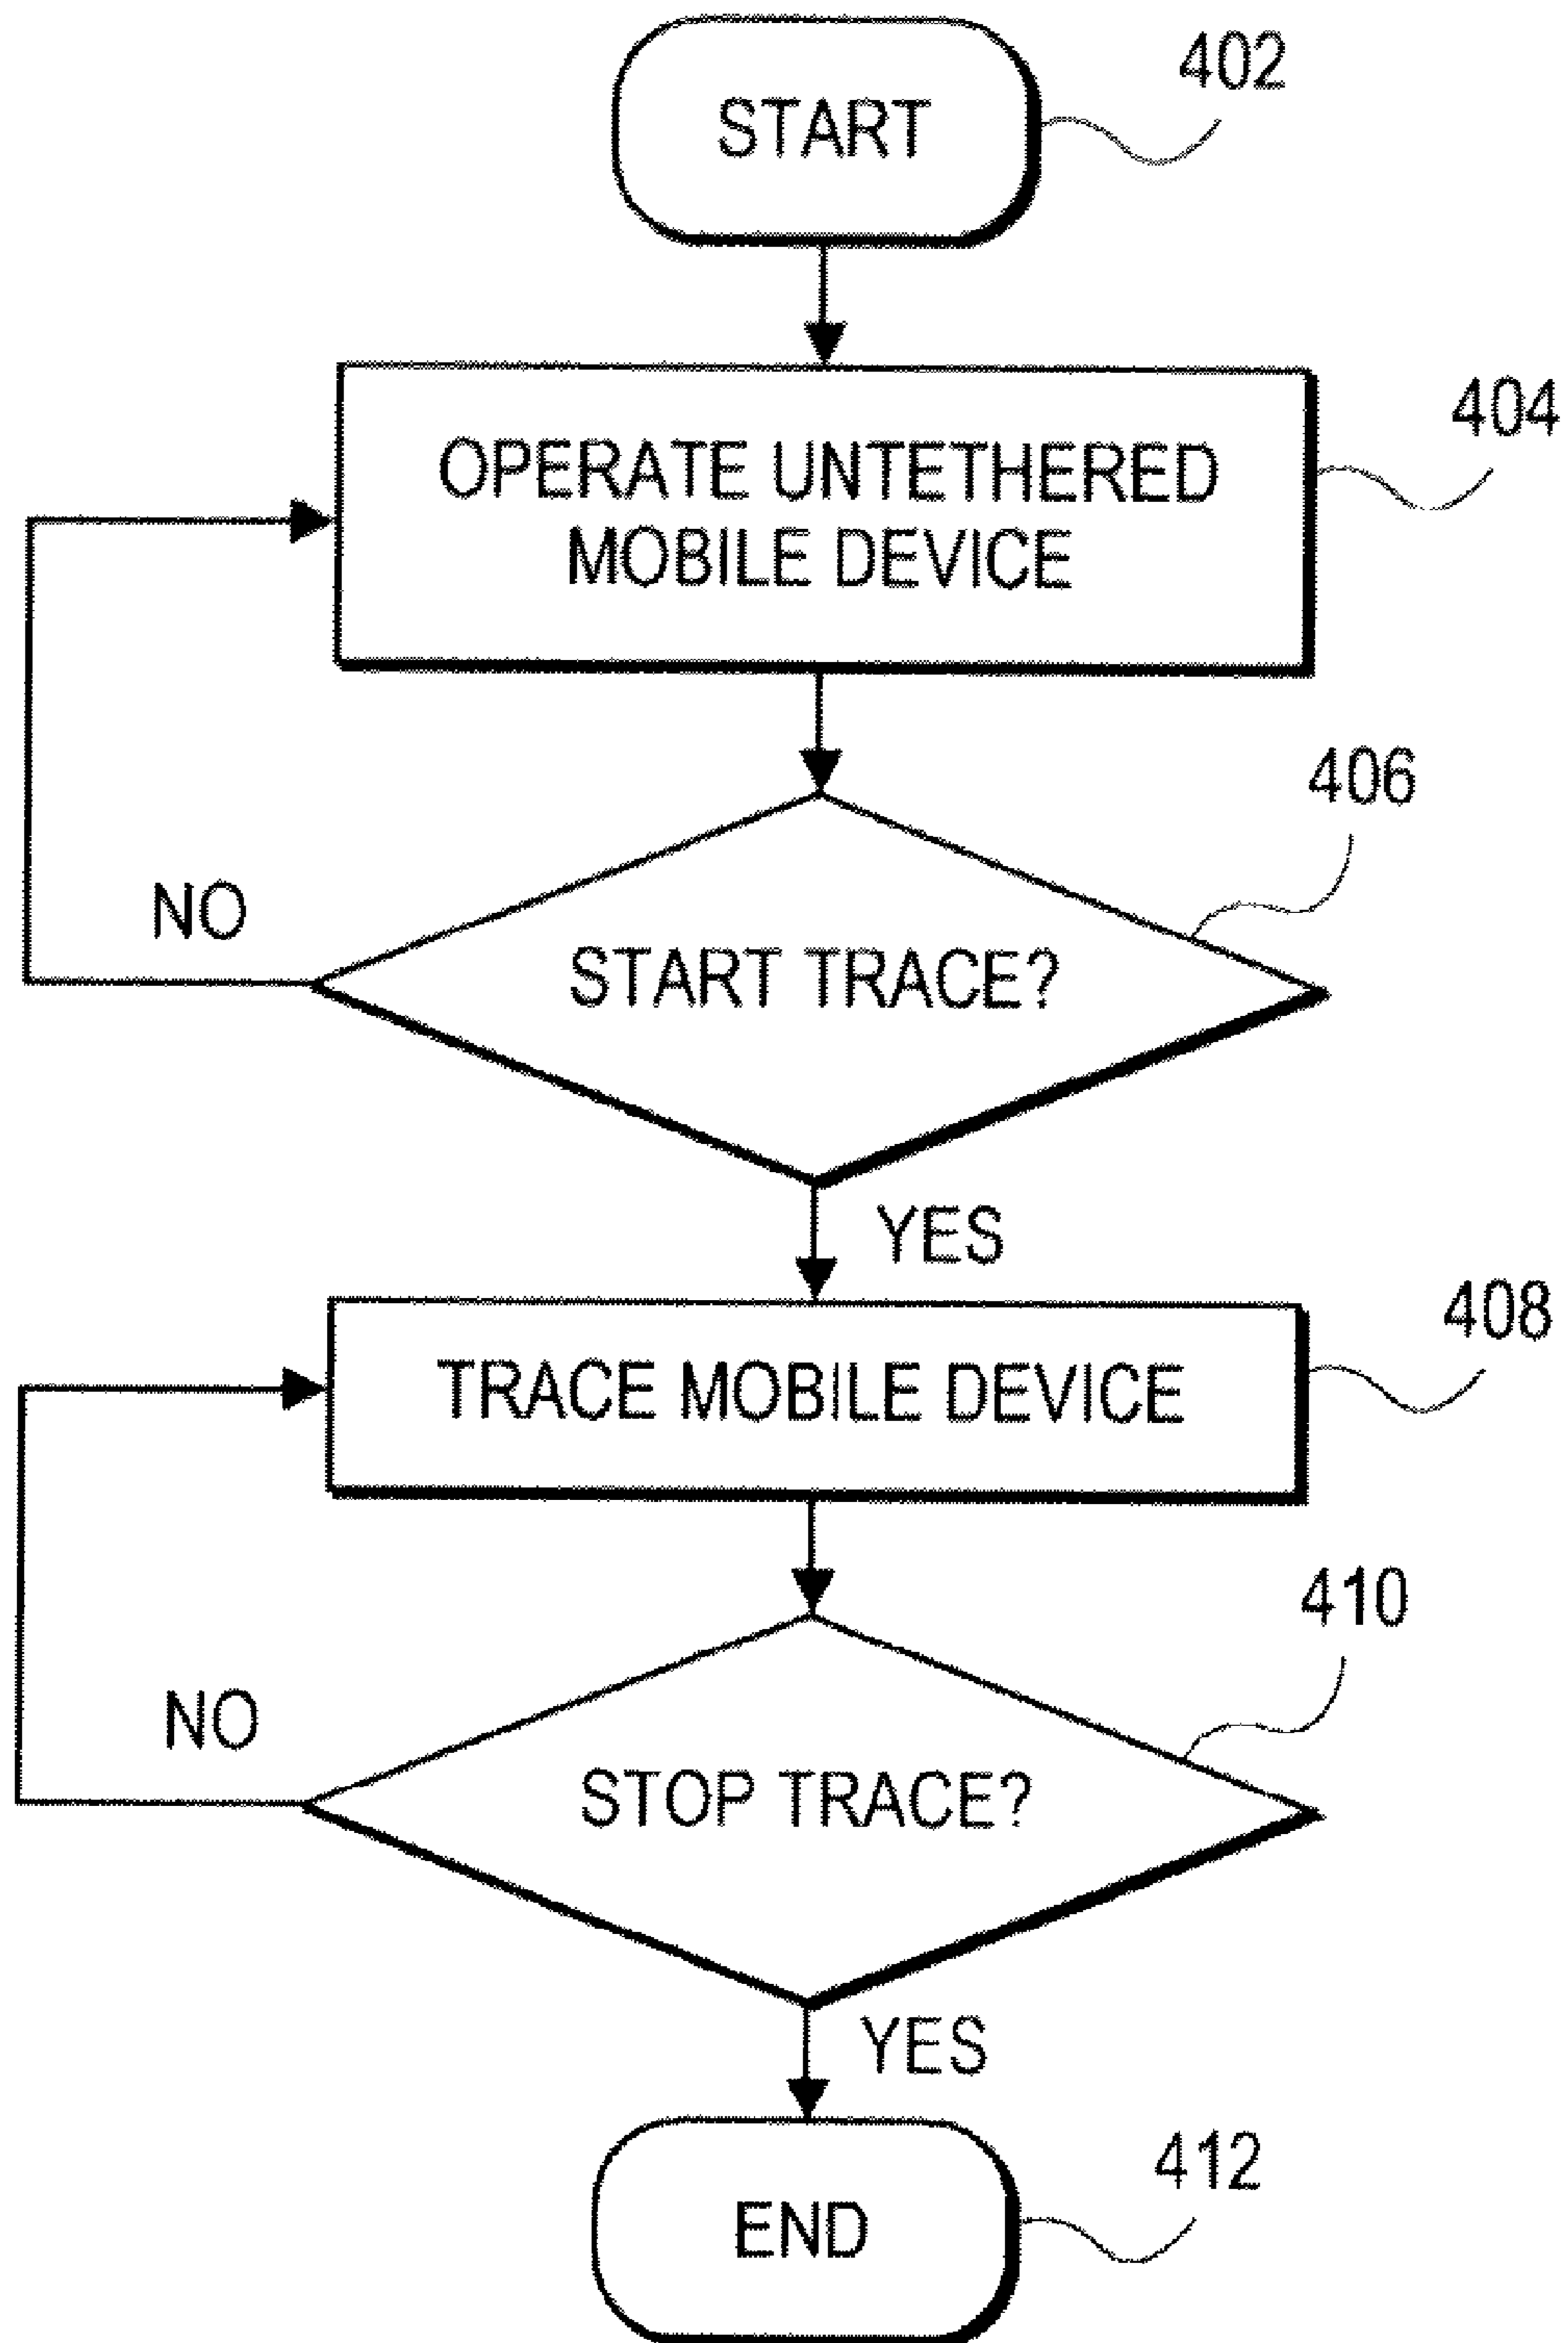 402
START
404
OPERATE UNTETHERED
MOBILE DEVICE
406
NO
START TRACE?
YES
408
TRACE MOBILE DEVICE
410
NO
STOP TRACE?
YES
412
END